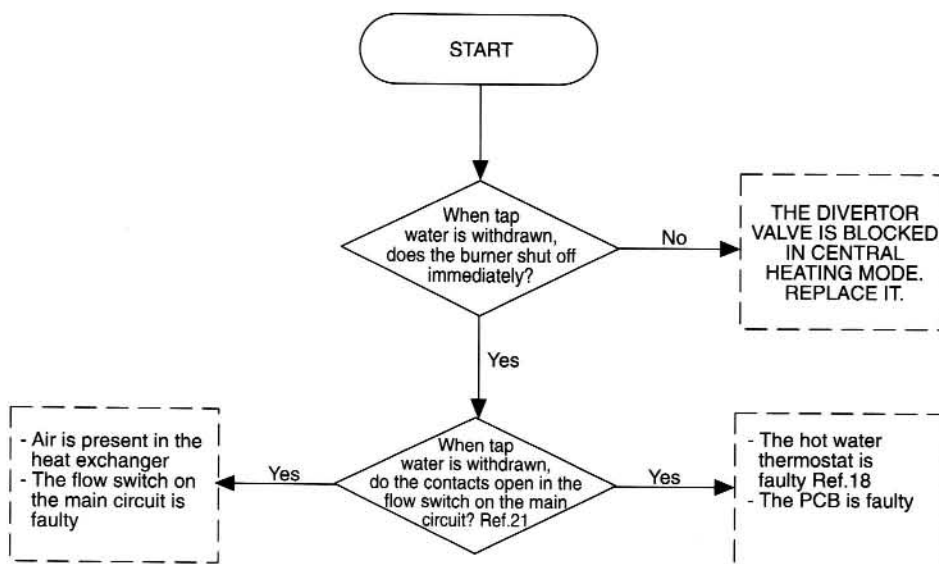 START
When tap
water is withdrawn,
does the burner shut off
immediately?
No
THE DIVERTOR
VALVE IS BLOCKED
IN CENTRAL
HEATING MODE.
REPLACE IT.
Yes
- Air is present in the
heat exchanger
- The flow switch on
the main circuit is
faulty
Yes
When tap
water is withdrawn,
do the contacts open in the
flow switch on the main
circuit? Ref.21
Yes
- The hot water
thermostat is
faulty Ref.18
- The PCB is faulty